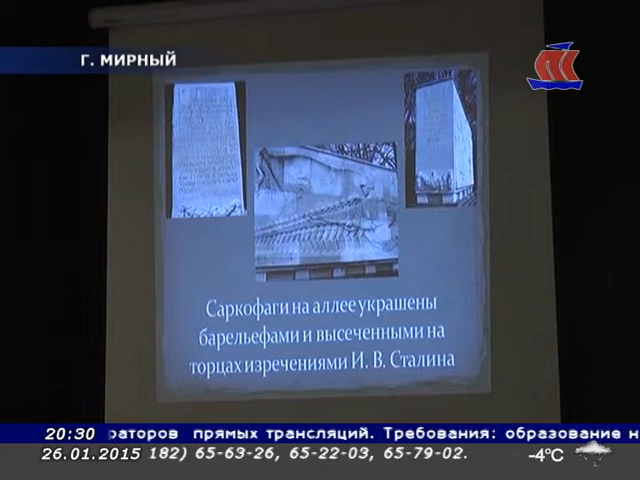 Г. МИРНЫЙ
Саркофаги на аллее украшены
барельефами и высеченными на
торцах изречениями И. В. Сталина
20:30 раторов прямых трансляций. Требования: образование н
26.01.2015 182) 65-63-26, 65-22-03, 65-79-02. -4°C